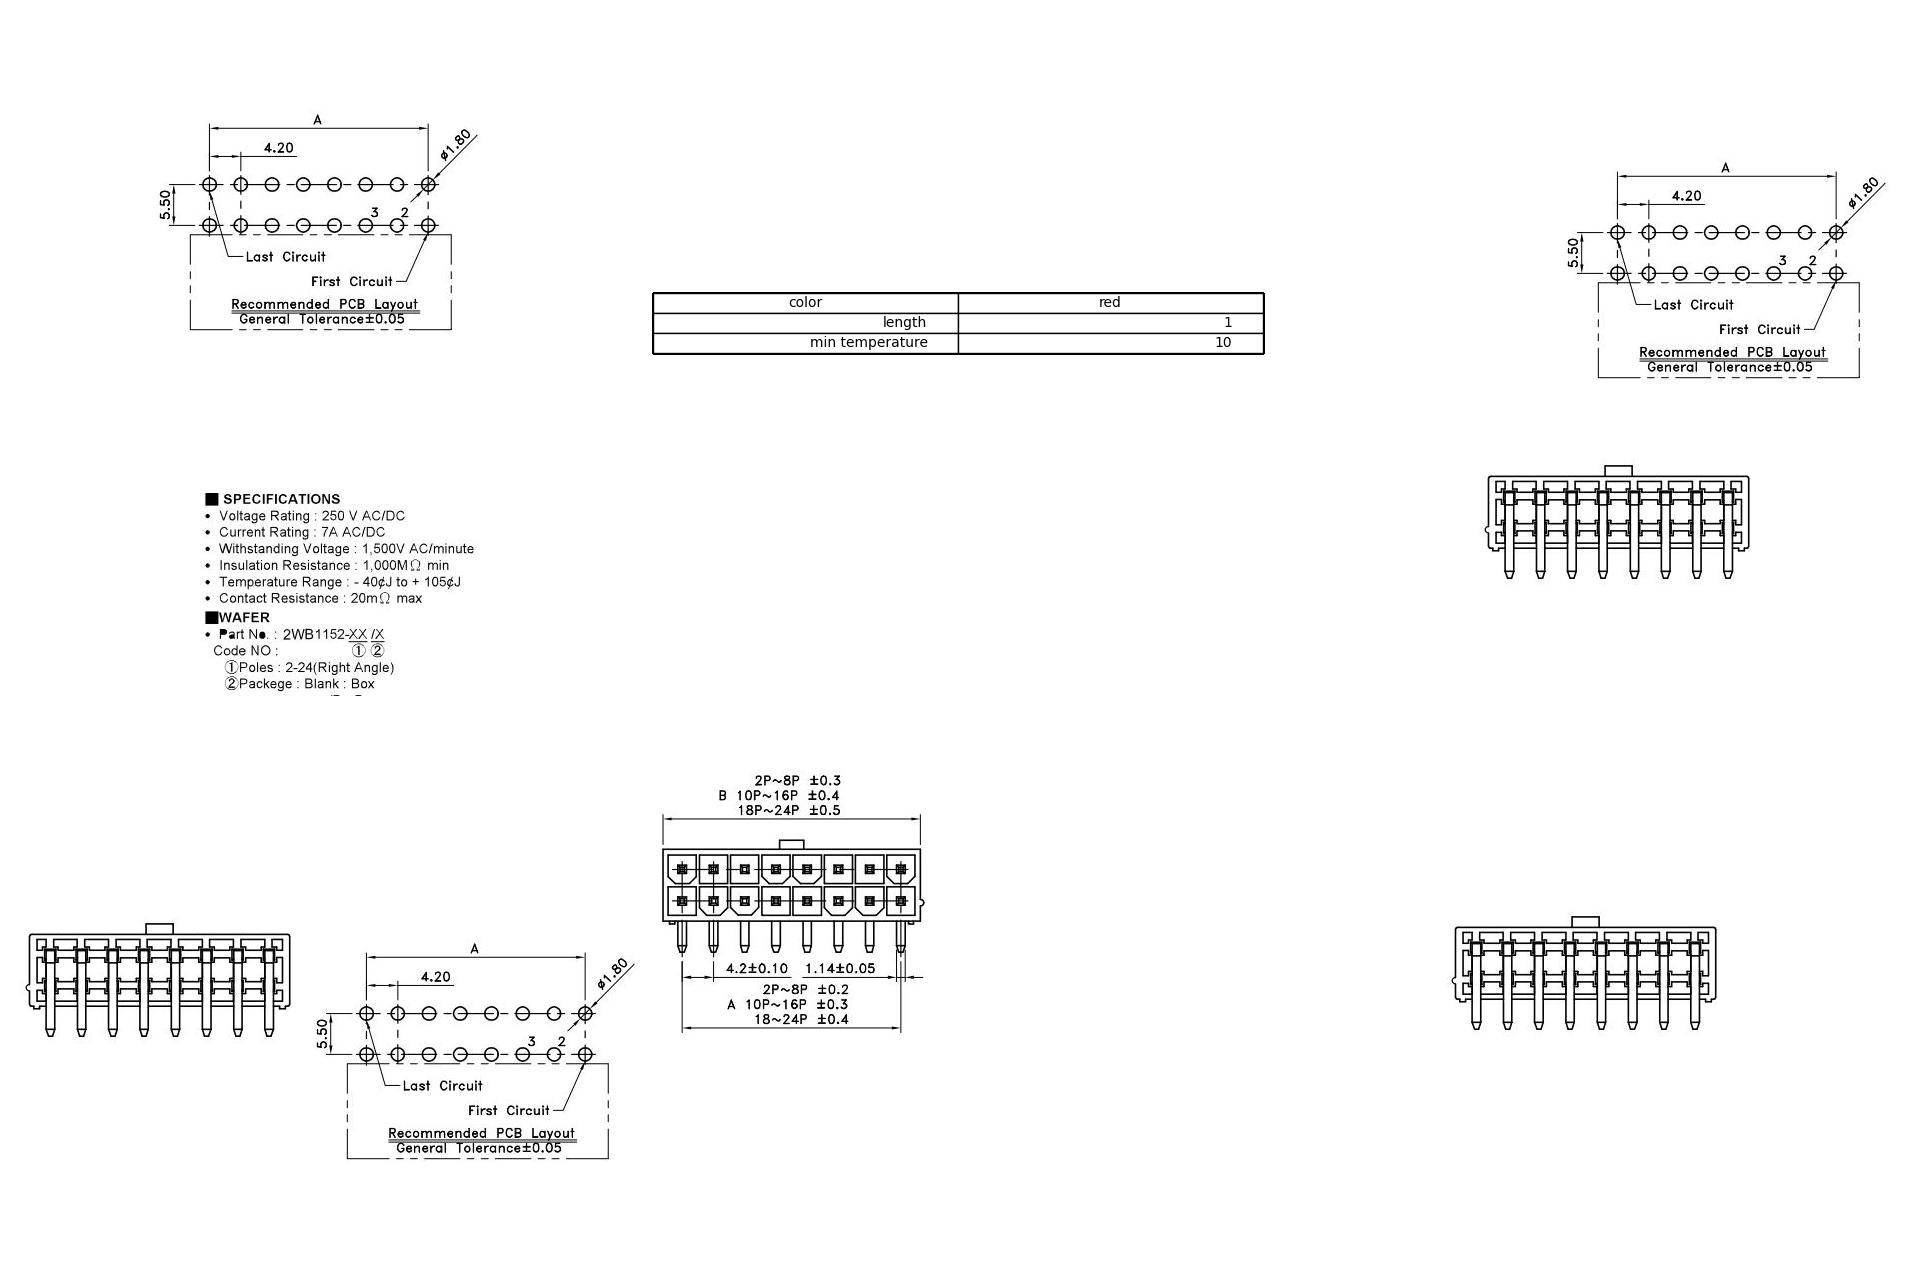 A
4.20
ø1.80
5.50
3 2
Last Circuit
First Circuit
Recommended PCB Layout
General Tolerance±0.05
color red
length 1
min temperature 10
A
4.20
ø1.80
5.50
3 2
Last Circuit
First Circuit
Recommended PCB Layout
General Tolerance±0.05
■ SPECIFICATIONS
• Voltage Rating : 250 V AC/DC
• Current Rating : 7A AC/DC
• Withstanding Voltage : 1,500V AC/minute
• Insulation Resistance : 1,000MΩ min
• Temperature Range : - 40¢J to + 105¢J
• Contact Resistance : 20mΩ max
■WAFER
• Part No. : 2WB1152-XX /X
Code NO : ① ②
①Poles : 2-24(Right Angle)
②Packege : Blank : Box
2P~8P ±0.3
B 10P~16P ±0.4
18P~24P ±0.5
4.2±0.10 1.14±0.05
2P~8P ±0.2
A 10P~16P ±0.3
18~24P ±0.4
A
4.20
ø1.80
5.50
3 2
Last Circuit
First Circuit
Recommended PCB Layout
General Tolerance±0.05